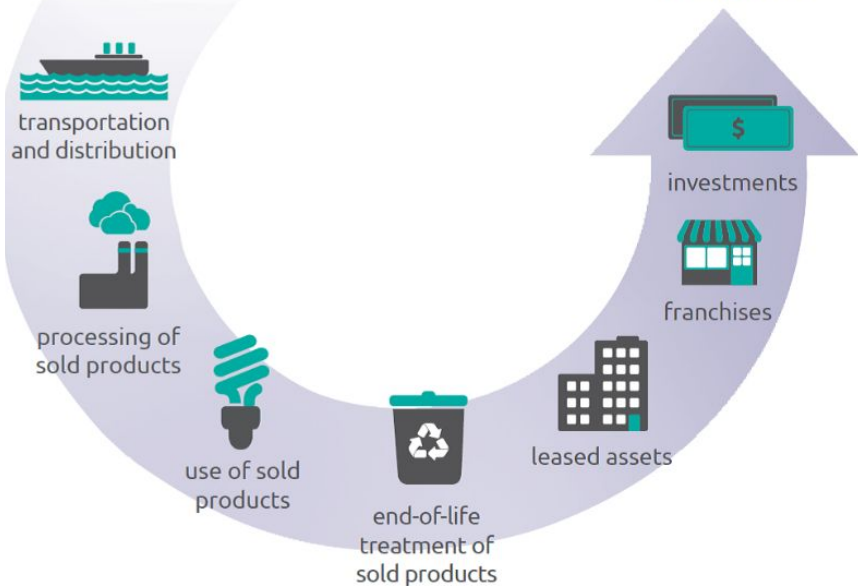 transportation
and distribution
processing of
sold products
use of sold
products
end-of-life
treatment of
sold products
leased assets
franchises
$
investments